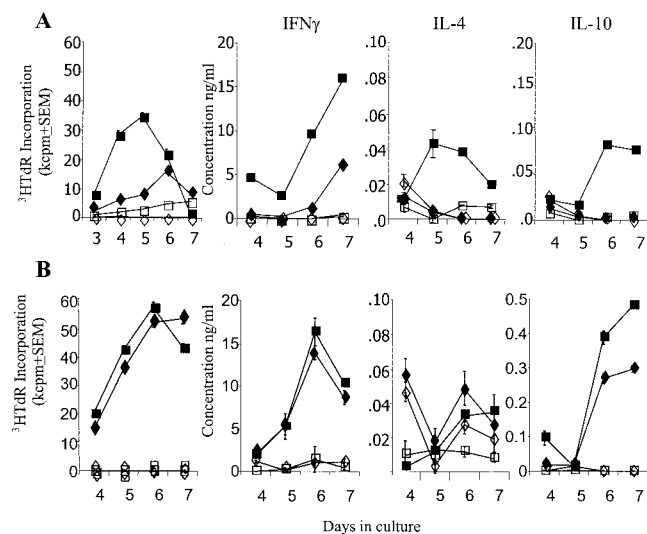 A
IFNγ
IL-4
IL-10
³HTdR Incorporation
(kcpm±SEM)
60
50
40
30
20
10
0
3 4 5 6 7
Concentration ng/ml
20
15
10
5
0
4 5 6 7
.10
.08
.06
.04
.02
0
4 5 6 7
.20
.15
.10
.05
0
4 5 6 7
B
³HTdR Incorporation
(kcpm±SEM)
60
50
40
30
20
10
0
4 5 6 7
Concentration ng/ml
20
15
10
5
0
4 5 6 7
.10
.08
.06
.04
.02
4 5 6 7
0.5
0.4
0.3
0.2
0.1
0
4 5 6 7
Days in culture